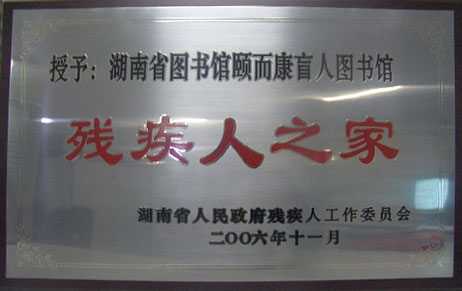 授予：湖南省图书馆颐而康盲人图书馆
残疾人之家
湖南省人民政府残疾人工作委员会
二〇〇六年十一月